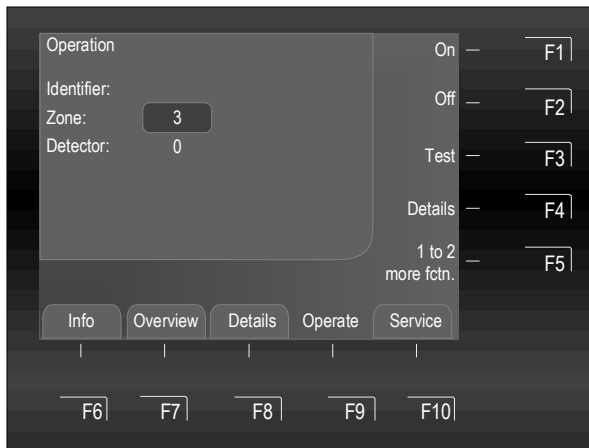 Operation
On — F1
Identifier:
Off — F2
Zone: 3
Detector: 0
Test — F3
Details — F4
1 to 2
more fctn. — F5
Info Overview Details Operate Service
F6 F7 F8 F9 F10